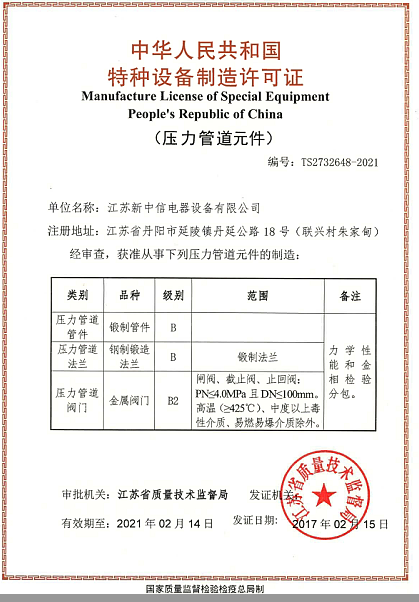 中华人民共和国
特种设备制造许可证
Manufacture License of Special Equipment
People's Republic of China
(压力管道元件)
编号：TS2732648-2021
单位名称：江苏新中信电器设备有限公司
注册地址：江苏省丹阳市延陵镇丹延公路 18 号（联兴村朱家甸）
经审查，获准从事下列压力管道元件的制造：
类别 品种 级别 范围 备注
压力管道管件 锻制管件 B
压力管道法兰 钢制锻造法兰 B 锻制法兰
压力管道阀门 金属阀门 B2 闸阀、截止阀、止回阀：
PN≤4.0MPa 且 DN≤100mm。
高温（≥425℃）、中度以上毒
性介质、易燃易爆介质除外。
力学性
能和金
相检验
分包。
审批机关：江苏省质量技术监督局 发证机关：
江苏省质量技术监督局
有效期至：2021 年 02 月 14 日 发证日期：2017 年 02 月 15 日
国家质量监督检验检疫总局制